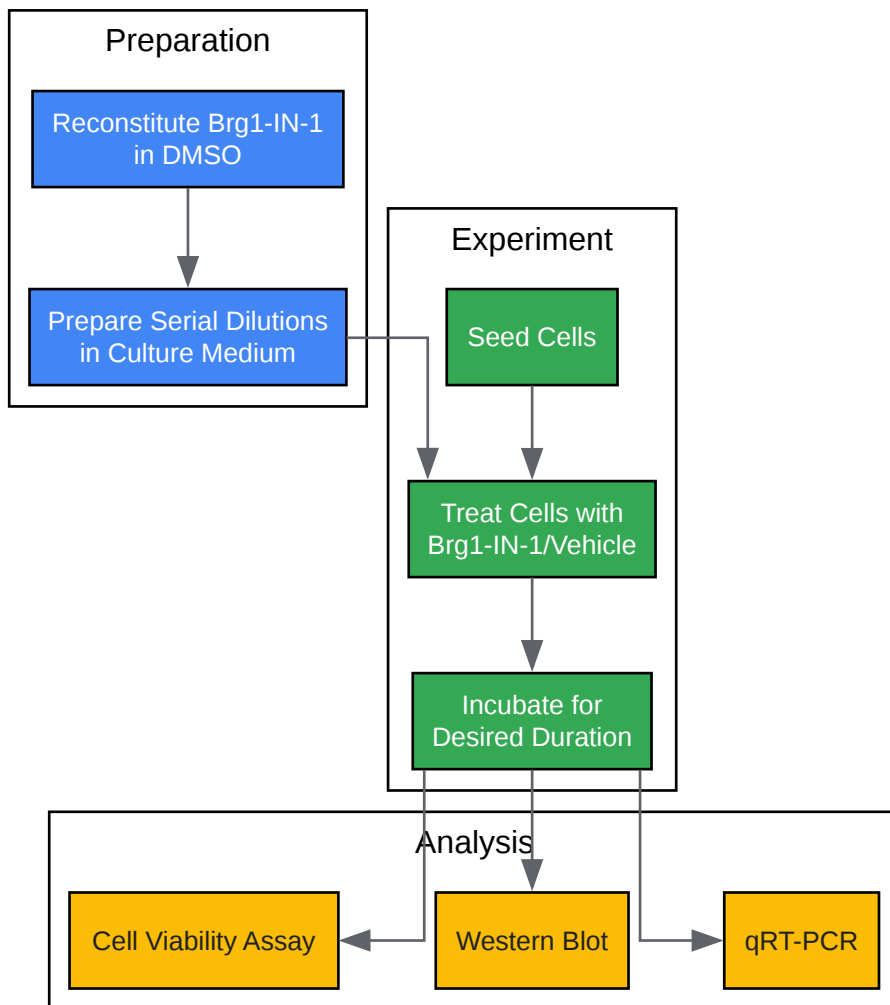 Preparation
Reconstitute Brg1-IN-1
in DMSO
Prepare Serial Dilutions
in Culture Medium
Experiment
Seed Cells
Treat Cells with
Brg1-IN-1/Vehicle
Incubate for
Desired Duration
Analysis
Cell Viability Assay
Western Blot
qRT-PCR